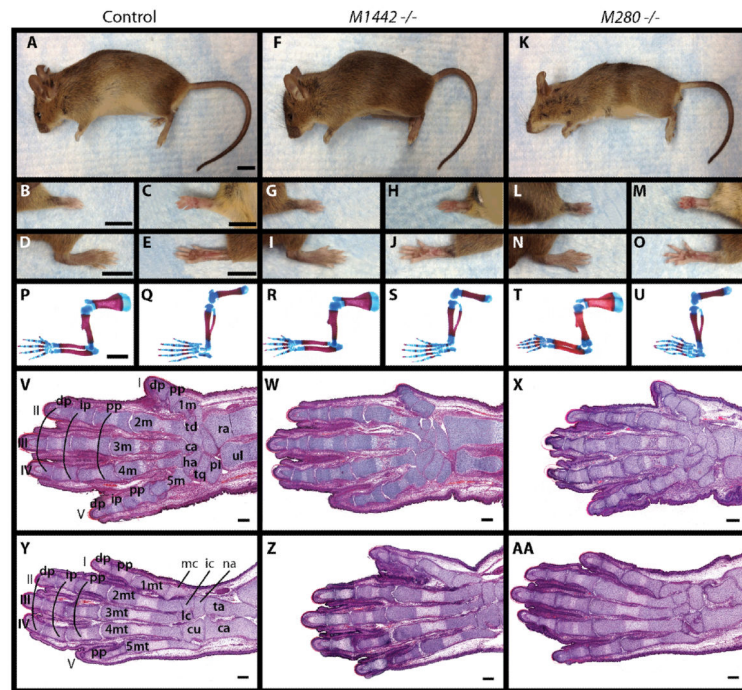 Control M1442 -/- M280 -/-
A F K
B C G H L M
D E I J N O
P Q R S T U
V W X
I dp pp 1m
II dp ip pp 2m td ra
III 3m ca ul
IV 4m ha pi
5m tq
V dp ip pp
Y Z AA
I dp pp 1mt mc ic na
II dp ip pp 2mt
III 3mt lc ta
IV 4mt cu ca
V pp 5mt